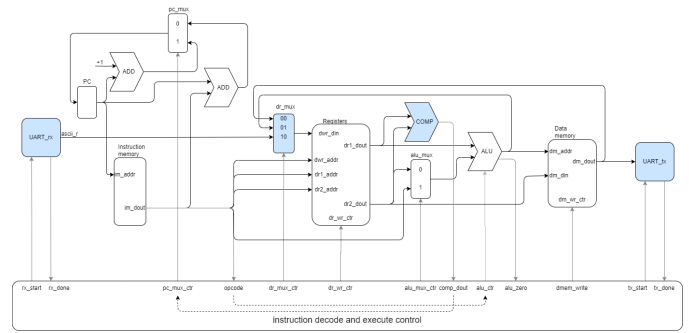 pc_mux
0
1
+1
ADD
ADD
PC
dr_mux
00
01
10
Registers
dwr_din
dr1_dout
dwr_addr
dr1_addr
dr2_addr
dr2_dout
dr_wr_ctr
COMP
alu_mux
0
1
ALU
Data
memory
dm_addr
dm_dout
dm_din
dm_wr_ctr
UART_rx
ascii_r
UART_tx
Instruction
memory
im_addr
im_dout
rx_start
rx_done
pc_mux_ctr
opcode
dr_mux_ctr
dr_wr_ctr
alu_mux_ctr
comp_dout
alu_ctr
alu_zero
dmem_write
tx_start
tx_done
instruction decode and execute control